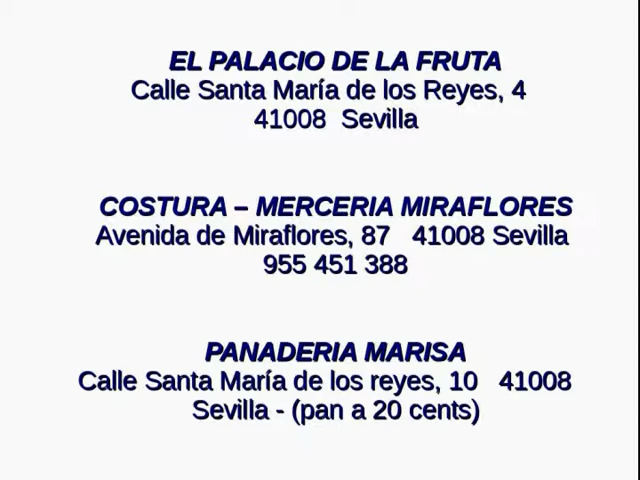 EL PALACIO DE LA FRUTA
Calle Santa María de los Reyes, 4
41008 Sevilla
COSTURA – MERCERIA MIRAFLORES
Avenida de Miraflores, 87 41008 Sevilla
955 451 388
PANADERIA MARISA
Calle Santa María de los reyes, 10 41008
Sevilla - (pan a 20 cents)